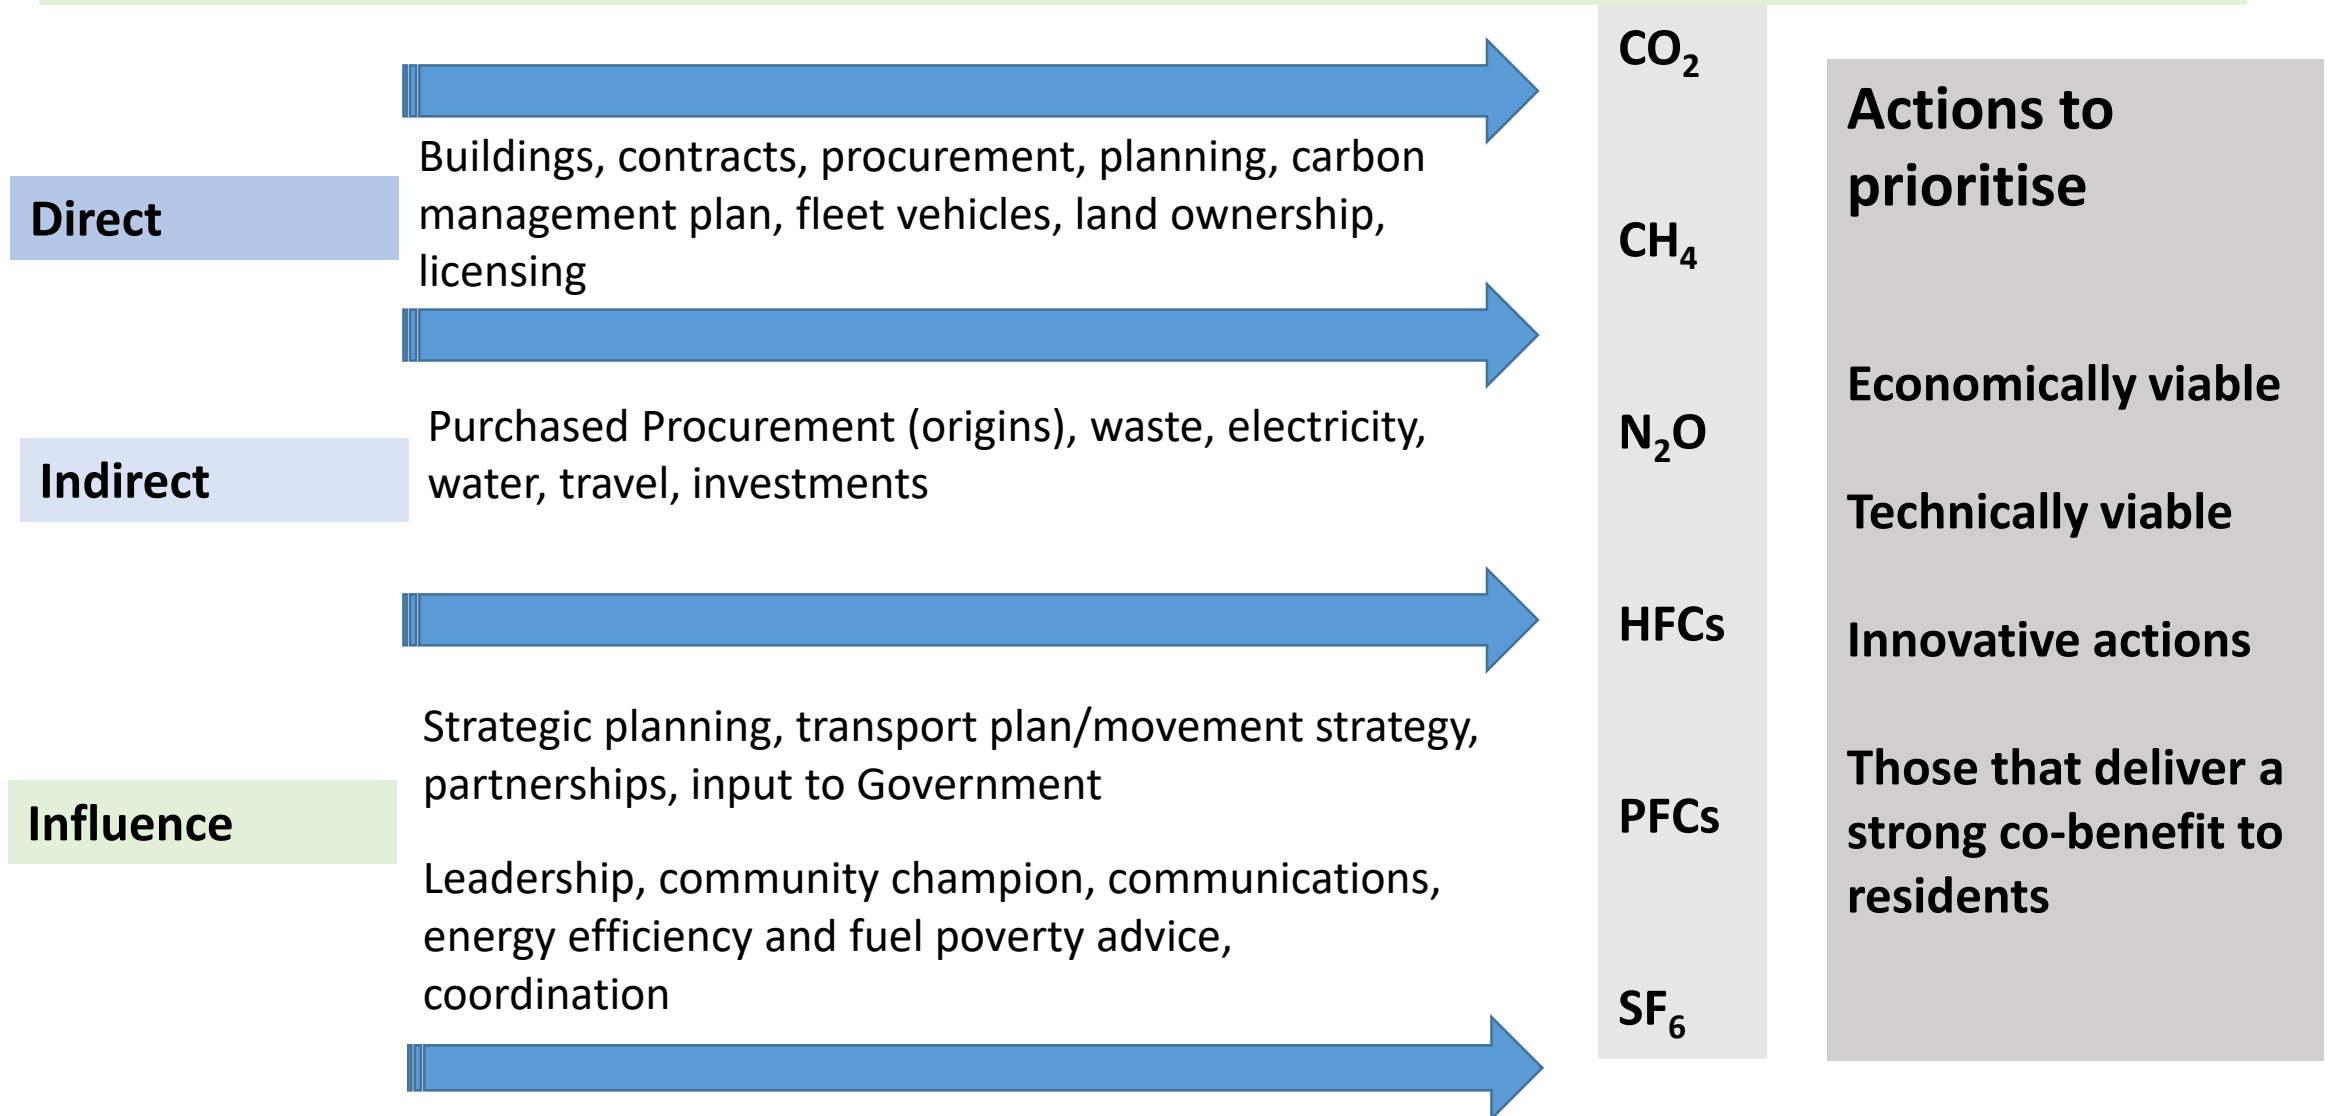 Direct
Buildings, contracts, procurement, planning, carbon
management plan, fleet vehicles, land ownership,
licensing
Indirect
Purchased Procurement (origins), waste, electricity,
water, travel, investments
Influence
Strategic planning, transport plan/movement strategy,
partnerships, input to Government
Leadership, community champion, communications,
energy efficiency and fuel poverty advice,
coordination
CO₂
CH₄
N₂O
HFCs
PFCs
SF₆
Actions to
prioritise
Economically viable
Technically viable
Innovative actions
Those that deliver a
strong co-benefit to
residents